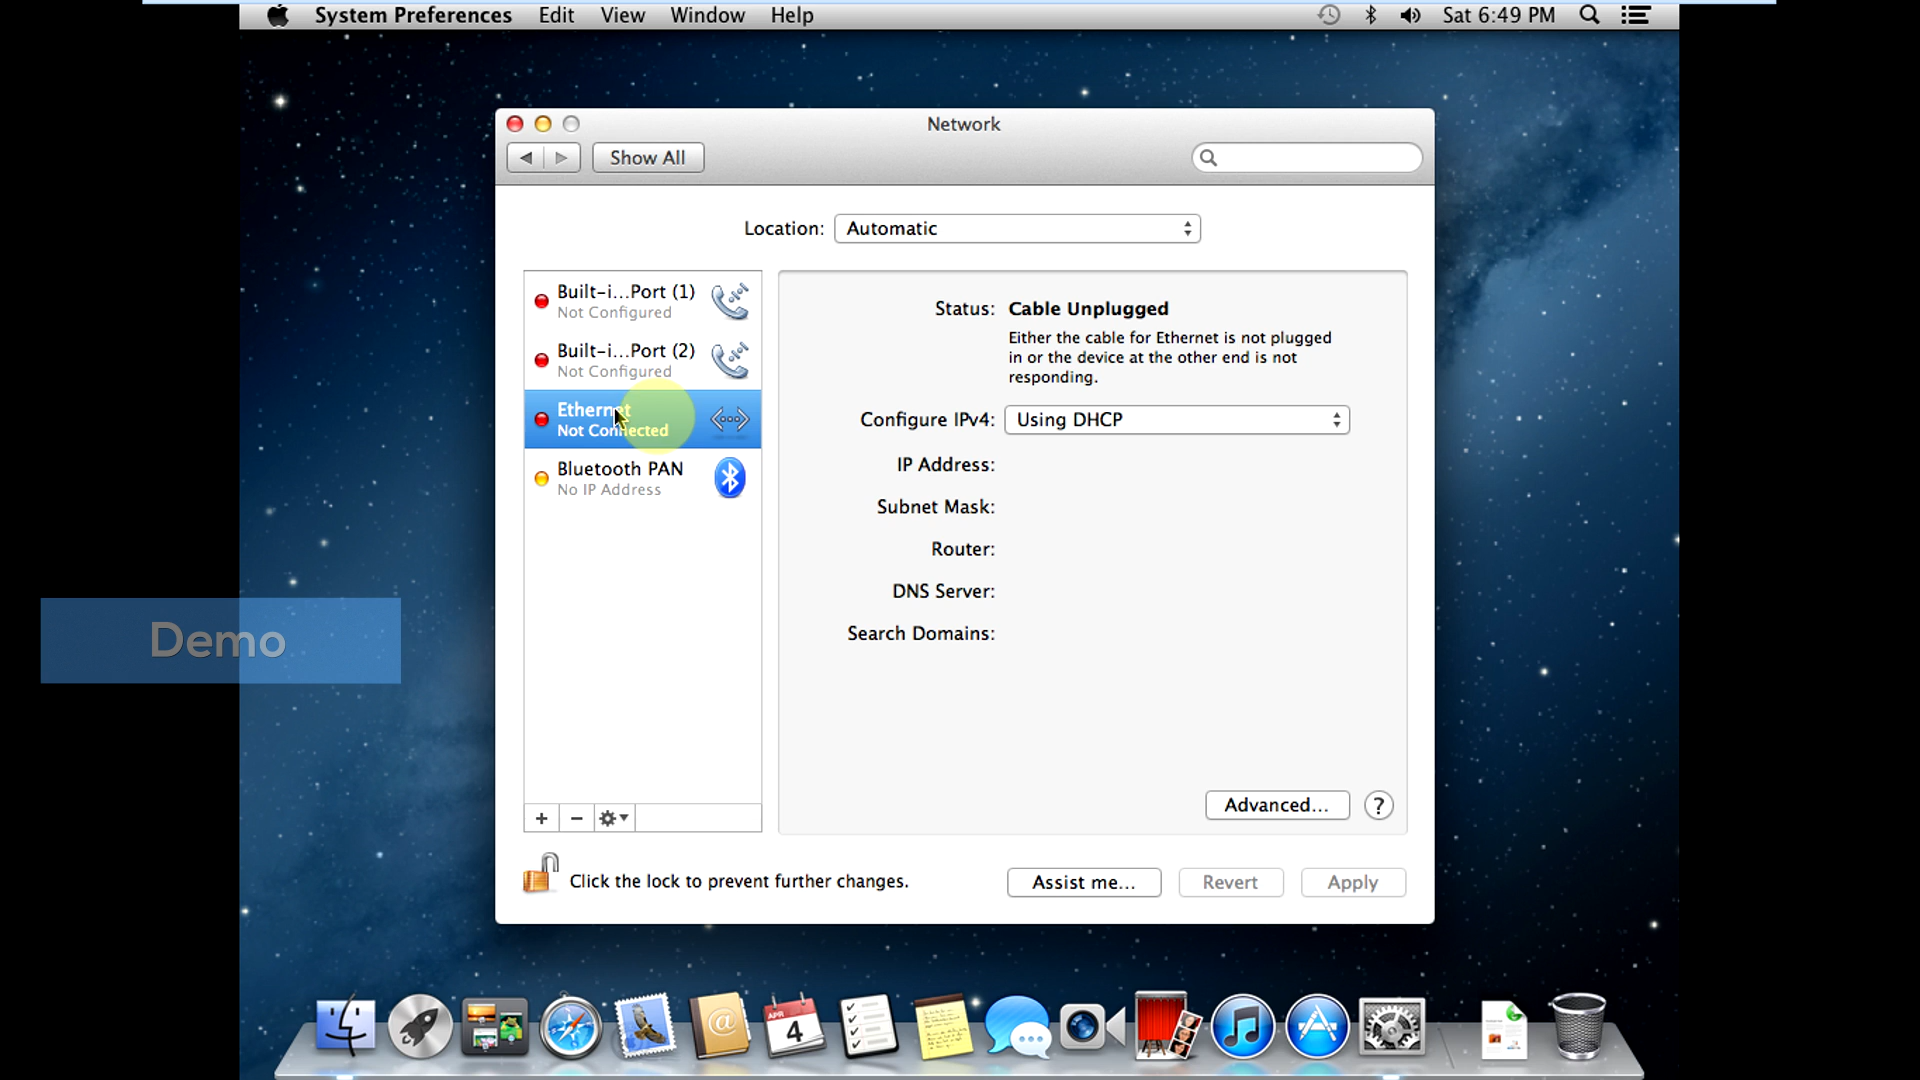 System Preferences Edit View Window Help Sat 6:49 PM
Network
Show All
Location: Automatic
Built-i...Port (1)
Not Configured
Built-i...Port (2)
Not Configured
Ethernet
Not Connected
Bluetooth PAN
No IP Address
Status: Cable Unplugged
Either the cable for Ethernet is not plugged
in or the device at the other end is not
responding.
Configure IPv4: Using DHCP
IP Address:
Subnet Mask:
Router:
DNS Server:
Search Domains:
Advanced...
?
Click the lock to prevent further changes.
Assist me...
Revert
Apply
Demo
APR
4